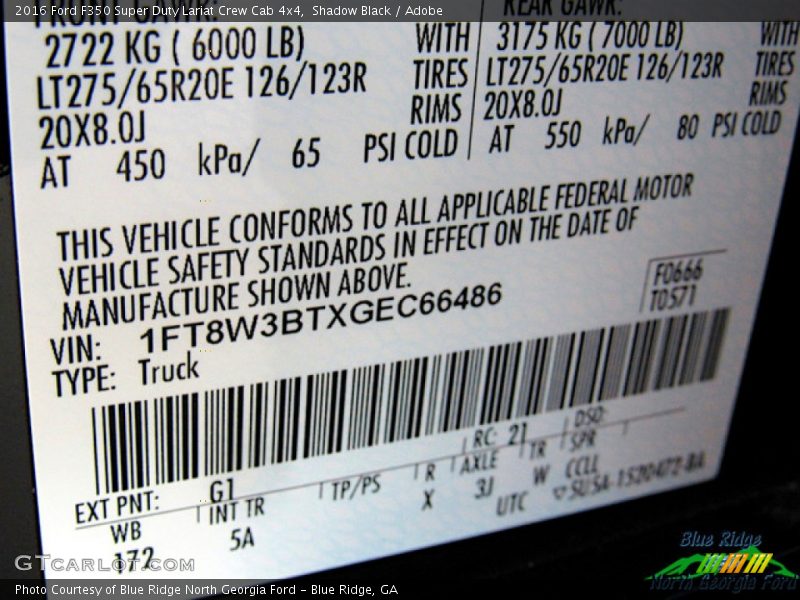 2016 Ford F350 Super Duty Lariat Crew Cab 4x4, Shadow Black / Adobe
FRONT GAWR:
2722 KG ( 6000 LB) WITH
LT275/65R20E 126/123R TIRES
20X8.0J RIMS
AT 450 kPa/ 65 PSI COLD
REAR GAWR:
3175 KG ( 7000 LB) WITH
LT275/65R20E 126/123R TIRES
20X8.0J RIMS
AT 550 kPa/ 80 PSI COLD
THIS VEHICLE CONFORMS TO ALL APPLICABLE FEDERAL MOTOR
VEHICLE SAFETY STANDARDS IN EFFECT ON THE DATE OF
MANUFACTURE SHOWN ABOVE.
F0666
T0571
VIN: 1FT8W3BTXGEC66486
TYPE: Truck
EXT PNT: G1 RC: 21 DSO:
WB INT TR TP/PS R AXLE TR SPR
172 5A X 3J W CCLL
UTC
GTCARLOT.COM
Blue Ridge
North Georgia Ford
Photo Courtesy of Blue Ridge North Georgia Ford – Blue Ridge, GA